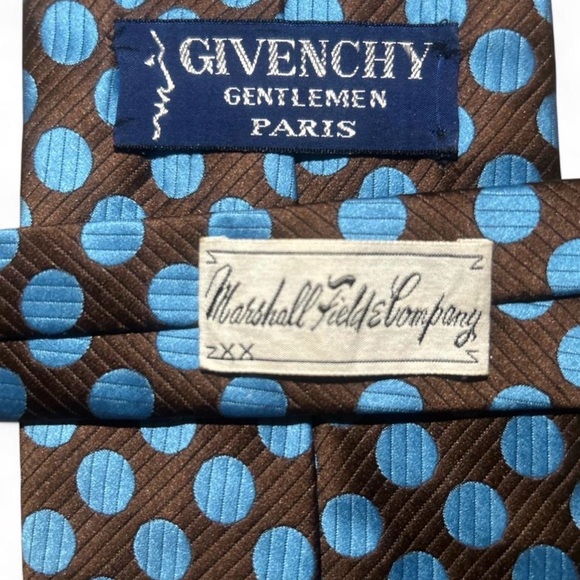 GIVENCHY
GENTLEMEN
PARIS
Marshall Field & Company
XX